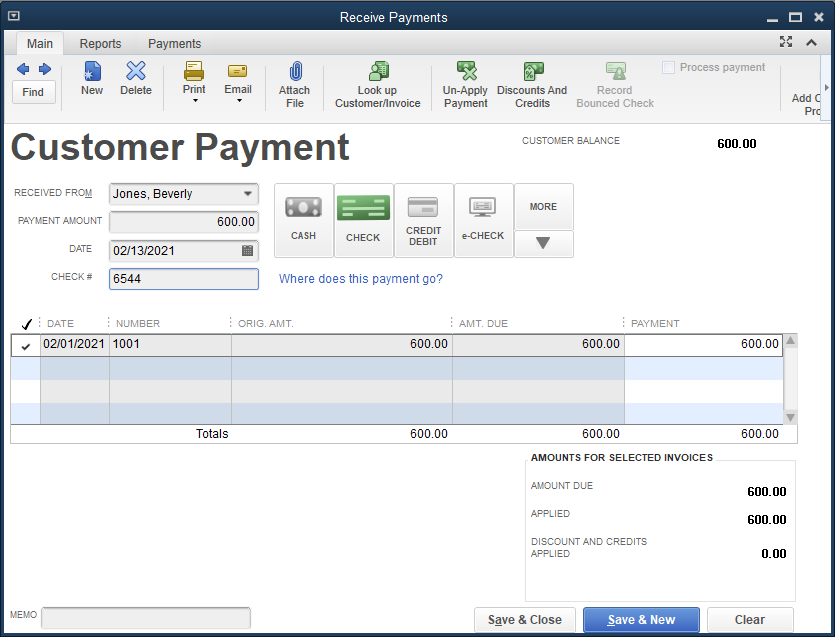 Receive Payments
Main Reports Payments
Find
New
Delete
Print
Email
Attach
File
Look up
Customer/Invoice
Un-Apply
Payment
Discounts And
Credits
Record
Bounced Check
Process payment
Add C
Pro
Customer Payment
CUSTOMER BALANCE 600.00
RECEIVED FROM Jones, Beverly
PAYMENT AMOUNT 600.00
DATE 02/13/2021
CHECK # 6544
CASH
CHECK
CREDIT
DEBIT
e-CHECK
MORE
Where does this payment go?
DATE NUMBER ORIG. AMT. AMT. DUE PAYMENT
02/01/2021 1001 600.00 600.00 600.00
Totals 600.00 600.00 600.00
AMOUNTS FOR SELECTED INVOICES
AMOUNT DUE 600.00
APPLIED 600.00
DISCOUNT AND CREDITS
APPLIED 0.00
MEMO
Save & Close Save & New Clear